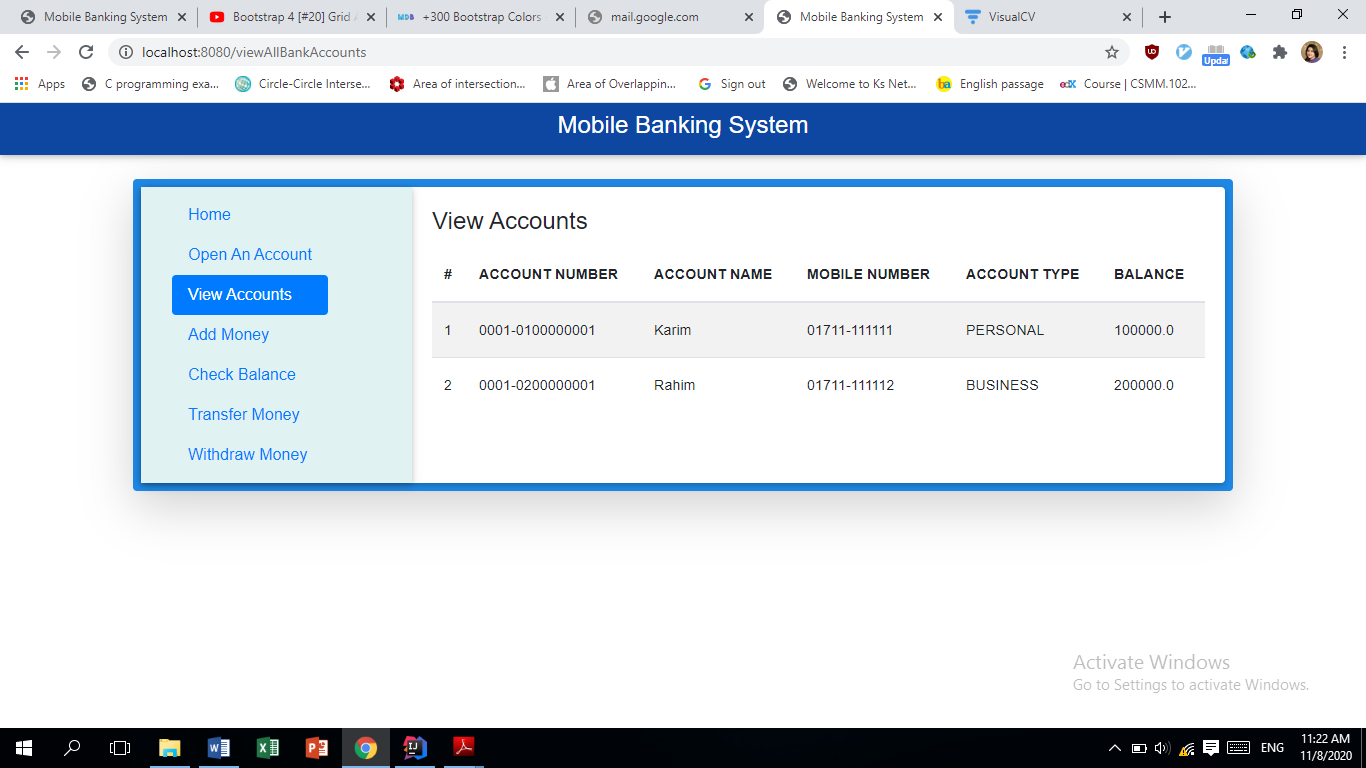 Mobile Banking System
Bootstrap 4 [#20] Grid
+300 Bootstrap Colors
mail.google.com
Mobile Banking System
VisualCV
localhost:8080/viewAllBankAccounts
Updat
Apps
C programming exa...
Circle-Circle Interse...
Area of intersection...
Area of Overlappin...
Sign out
Welcome to Ks Net...
English passage
edX
Course | CSMM.102...
Mobile Banking System
Home
Open An Account
View Accounts
Add Money
Check Balance
Transfer Money
Withdraw Money
View Accounts
# ACCOUNT NUMBER ACCOUNT NAME MOBILE NUMBER ACCOUNT TYPE BALANCE
1 0001-0100000001 Karim 01711-111111 PERSONAL 100000.0
2 0001-0200000001 Rahim 01711-111112 BUSINESS 200000.0
Activate Windows
Go to Settings to activate Windows.
ENG
11:22 AM
11/8/2020